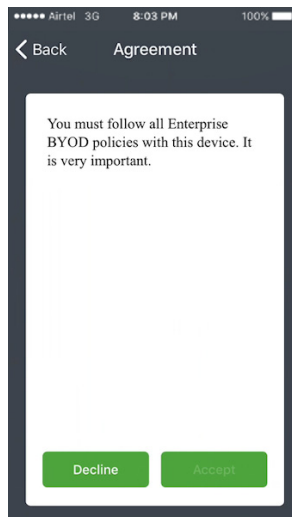 Airtel 3G 8:03 PM 100%
Back Agreement
You must follow all Enterprise
BYOD policies with this device. It
is very important.
Decline Accept